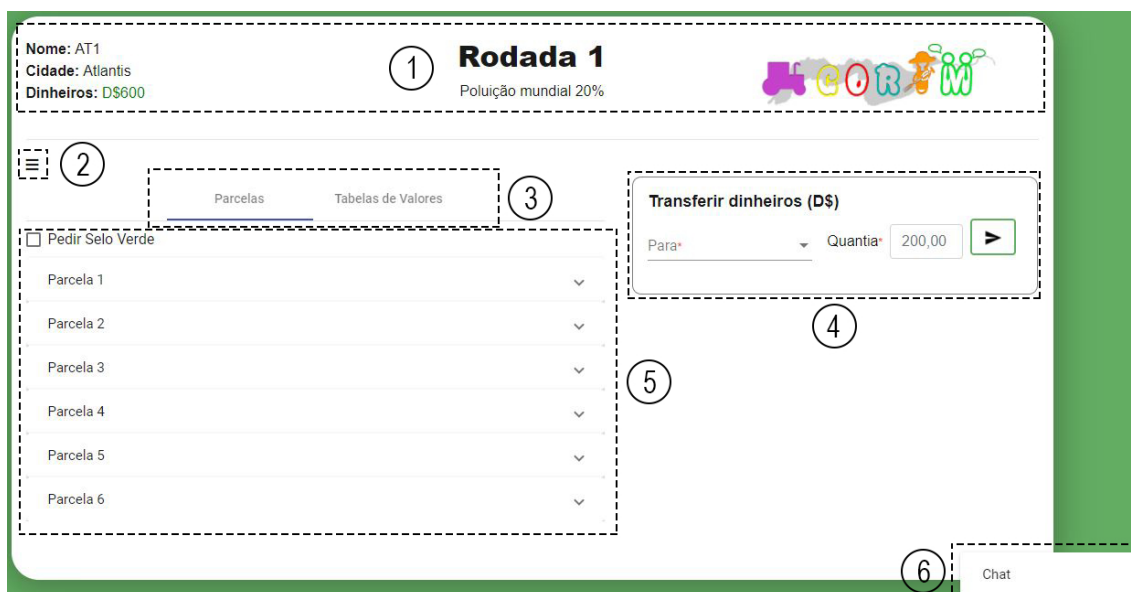 Nome: AT1
Cidade: Atlantis
Dinheiros: D$600
1
Rodada 1
Poluição mundial 20%
CORIM
2
Parcelas Tabelas de Valores
3
Pedir Selo Verde
Parcela 1
Parcela 2
Parcela 3
Parcela 4
Parcela 5
Parcela 6
5
Transferir dinheiros (D$)
Para* Quantia* 200,00
4
6
Chat